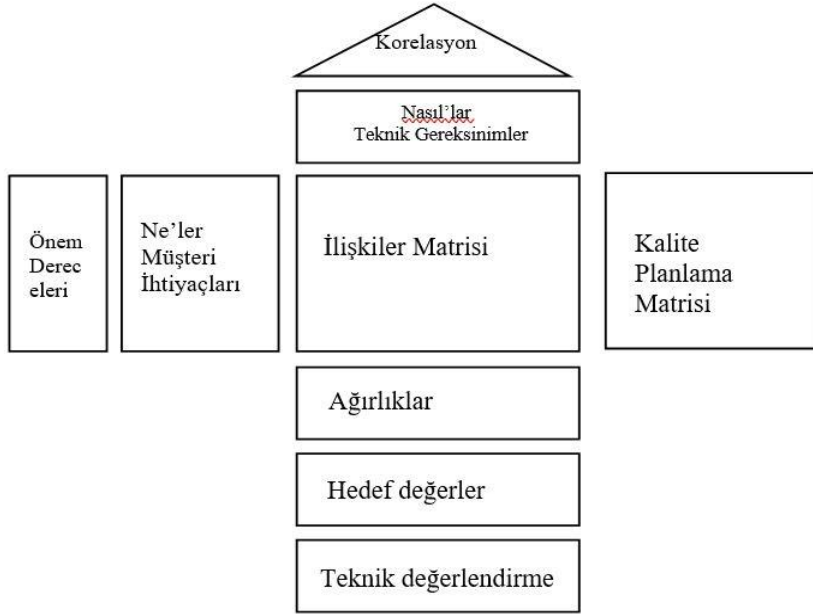 Korelasyon
Nasıl’lar
Teknik Gereksinimler
Önem
Derec
eleri
Ne’ler
Müşteri
İhtiyaçları
İlişkiler Matrisi
Kalite
Planlama
Matrisi
Ağırlıklar
Hedef değerler
Teknik değerlendirme